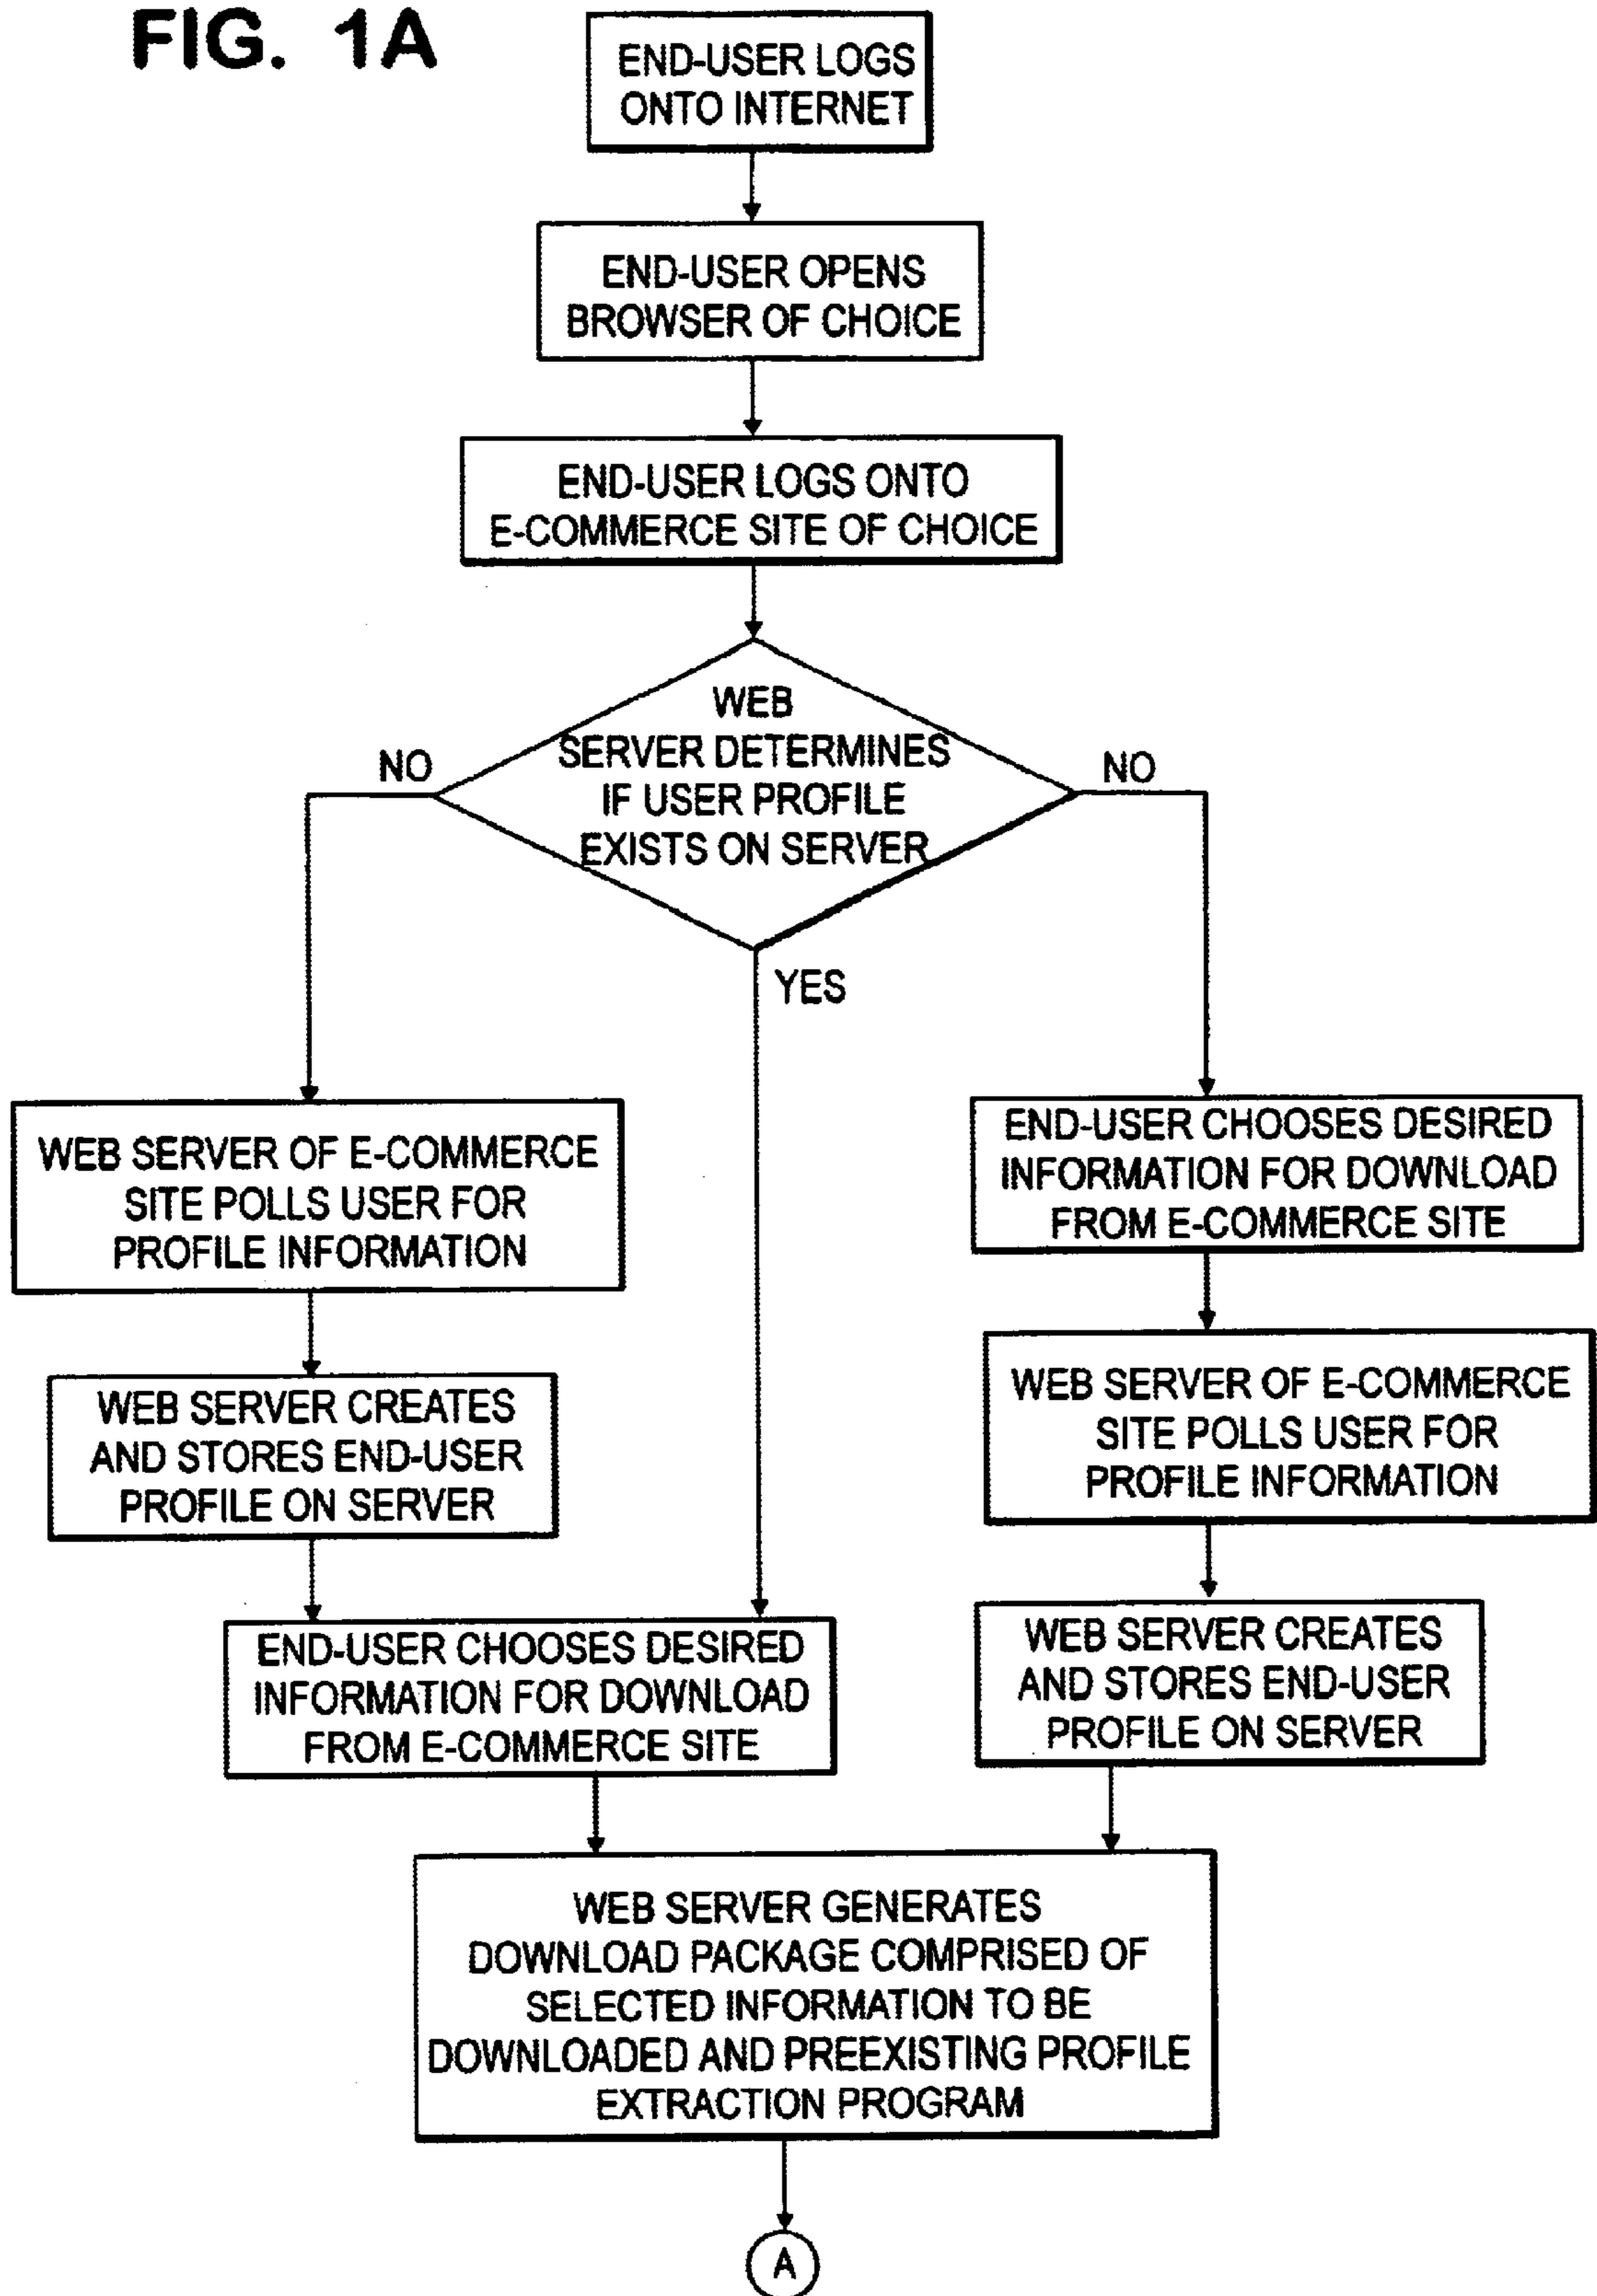 FIG. 1A
END-USER LOGS
ONTO INTERNET
END-USER OPENS
BROWSER OF CHOICE
END-USER LOGS ONTO
E-COMMERCE SITE OF CHOICE
WEB
SERVER DETERMINES
IF USER PROFILE
EXISTS ON SERVER
NO
NO
YES
WEB SERVER OF E-COMMERCE
SITE POLLS USER FOR
PROFILE INFORMATION
WEB SERVER CREATES
AND STORES END-USER
PROFILE ON SERVER
END-USER CHOOSES DESIRED
INFORMATION FOR DOWNLOAD
FROM E-COMMERCE SITE
END-USER CHOOSES DESIRED
INFORMATION FOR DOWNLOAD
FROM E-COMMERCE SITE
WEB SERVER OF E-COMMERCE
SITE POLLS USER FOR
PROFILE INFORMATION
WEB SERVER CREATES
AND STORES END-USER
PROFILE ON SERVER
WEB SERVER GENERATES
DOWNLOAD PACKAGE COMPRISED OF
SELECTED INFORMATION TO BE
DOWNLOADED AND PREEXISTING PROFILE
EXTRACTION PROGRAM
A